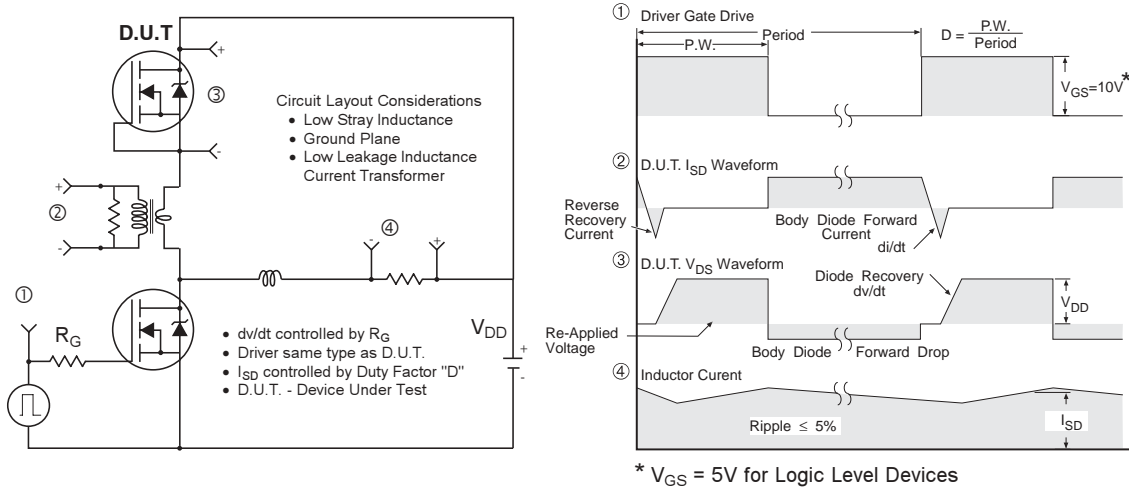 D.U.T
+
③
-
Circuit Layout Considerations
• Low Stray Inductance
• Ground Plane
• Low Leakage Inductance
Current Transformer
+
②
-
④
-
+
①
R_G
V_DD
+
-
• dv/dt controlled by R_G
• Driver same type as D.U.T.
• I_SD controlled by Duty Factor "D"
• D.U.T. - Device Under Test
① Driver Gate Drive
P.W.
Period
D = P.W. / Period
V_GS=10V*
② D.U.T. I_SD Waveform
Reverse
Recovery
Current
Body Diode Forward
Current
di/dt
③ D.U.T. V_DS Waveform
Diode Recovery
dv/dt
V_DD
Re-Applied
Voltage
Body Diode Forward Drop
④ Inductor Curent
Ripple ≤ 5%
I_SD
* V_GS = 5V for Logic Level Devices